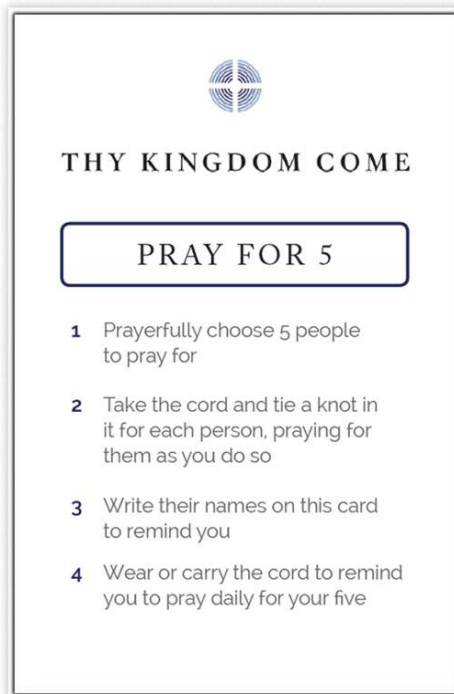 THY KINGDOM COME
PRAY FOR 5
1 Prayerfully choose 5 people
to pray for
2 Take the cord and tie a knot in
it for each person, praying for
them as you do so
3 Write their names on this card
to remind you
4 Wear or carry the cord to remind
you to pray daily for your five